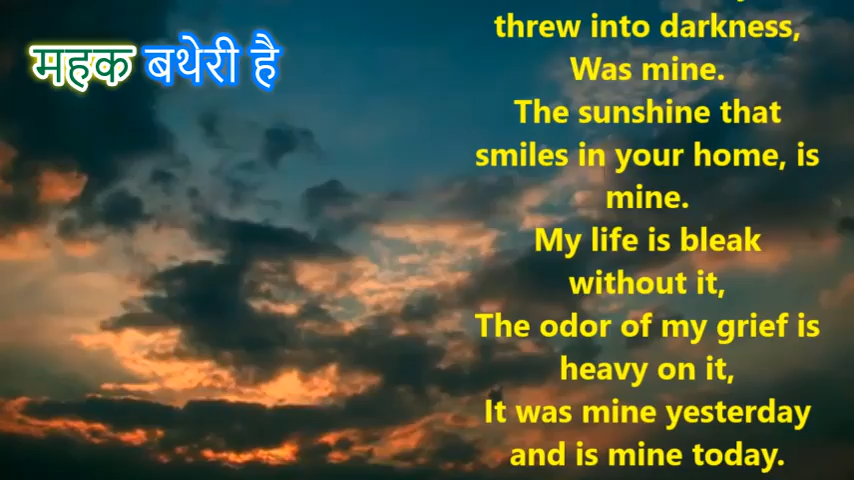 महक बथेरी है
threw into darkness,
Was mine.
The sunshine that
smiles in your home, is
mine.
My life is bleak
without it,
The odor of my grief is
heavy on it,
It was mine yesterday
and is mine today.